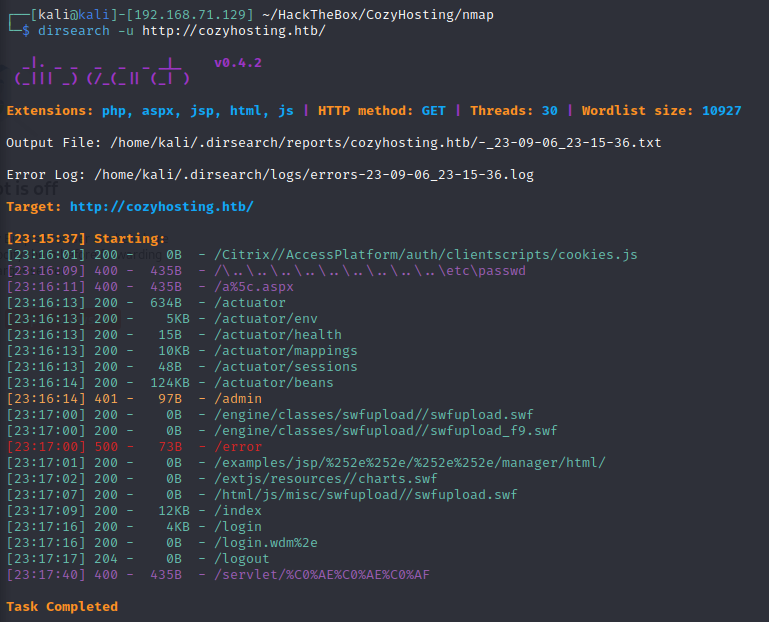 ┌──[kali@kali]-[192.168.71.129] ~/HackTheBox/CozyHosting/nmap
└─$ dirsearch -u http://cozyhosting.htb/
_|. _ _  _  _  _ _|_    v0.4.2
(_||| _) (/_(_|| (_| )
Extensions: php, aspx, jsp, html, js | HTTP method: GET | Threads: 30 | Wordlist size: 10927
Output File: /home/kali/.dirsearch/reports/cozyhosting.htb/-_23-09-06_23-15-36.txt
Error Log: /home/kali/.dirsearch/logs/errors-23-09-06_23-15-36.log
Target: http://cozyhosting.htb/
[23:15:37] Starting:
[23:16:01] 200 -    0B  - /Citrix//AccessPlatform/auth/clientscripts/cookies.js
[23:16:09] 400 -  435B  - /\..\..\..\..\..\..\..\..\..\etc\passwd
[23:16:11] 400 -  435B  - /a%5c.aspx
[23:16:13] 200 -  634B  - /actuator
[23:16:13] 200 -    5KB - /actuator/env
[23:16:13] 200 -   15B  - /actuator/health
[23:16:13] 200 -   10KB - /actuator/mappings
[23:16:13] 200 -   48B  - /actuator/sessions
[23:16:14] 200 -  124KB - /actuator/beans
[23:16:14] 401 -   97B  - /admin
[23:17:00] 200 -    0B  - /engine/classes/swfupload//swfupload.swf
[23:17:00] 200 -    0B  - /engine/classes/swfupload//swfupload_f9.swf
[23:17:00] 500 -   73B  - /error
[23:17:01] 200 -    0B  - /examples/jsp/%252e%252e/%252e%252e/manager/html/
[23:17:02] 200 -    0B  - /extjs/resources//charts.swf
[23:17:07] 200 -    0B  - /html/js/misc/swfupload//swfupload.swf
[23:17:09] 200 -   12KB - /index
[23:17:16] 200 -    4KB - /login
[23:17:16] 200 -    0B  - /login.wdm%2e
[23:17:17] 204 -    0B  - /logout
[23:17:40] 400 -  435B  - /servlet/%C0%AE%C0%AE%C0%AF
Task Completed